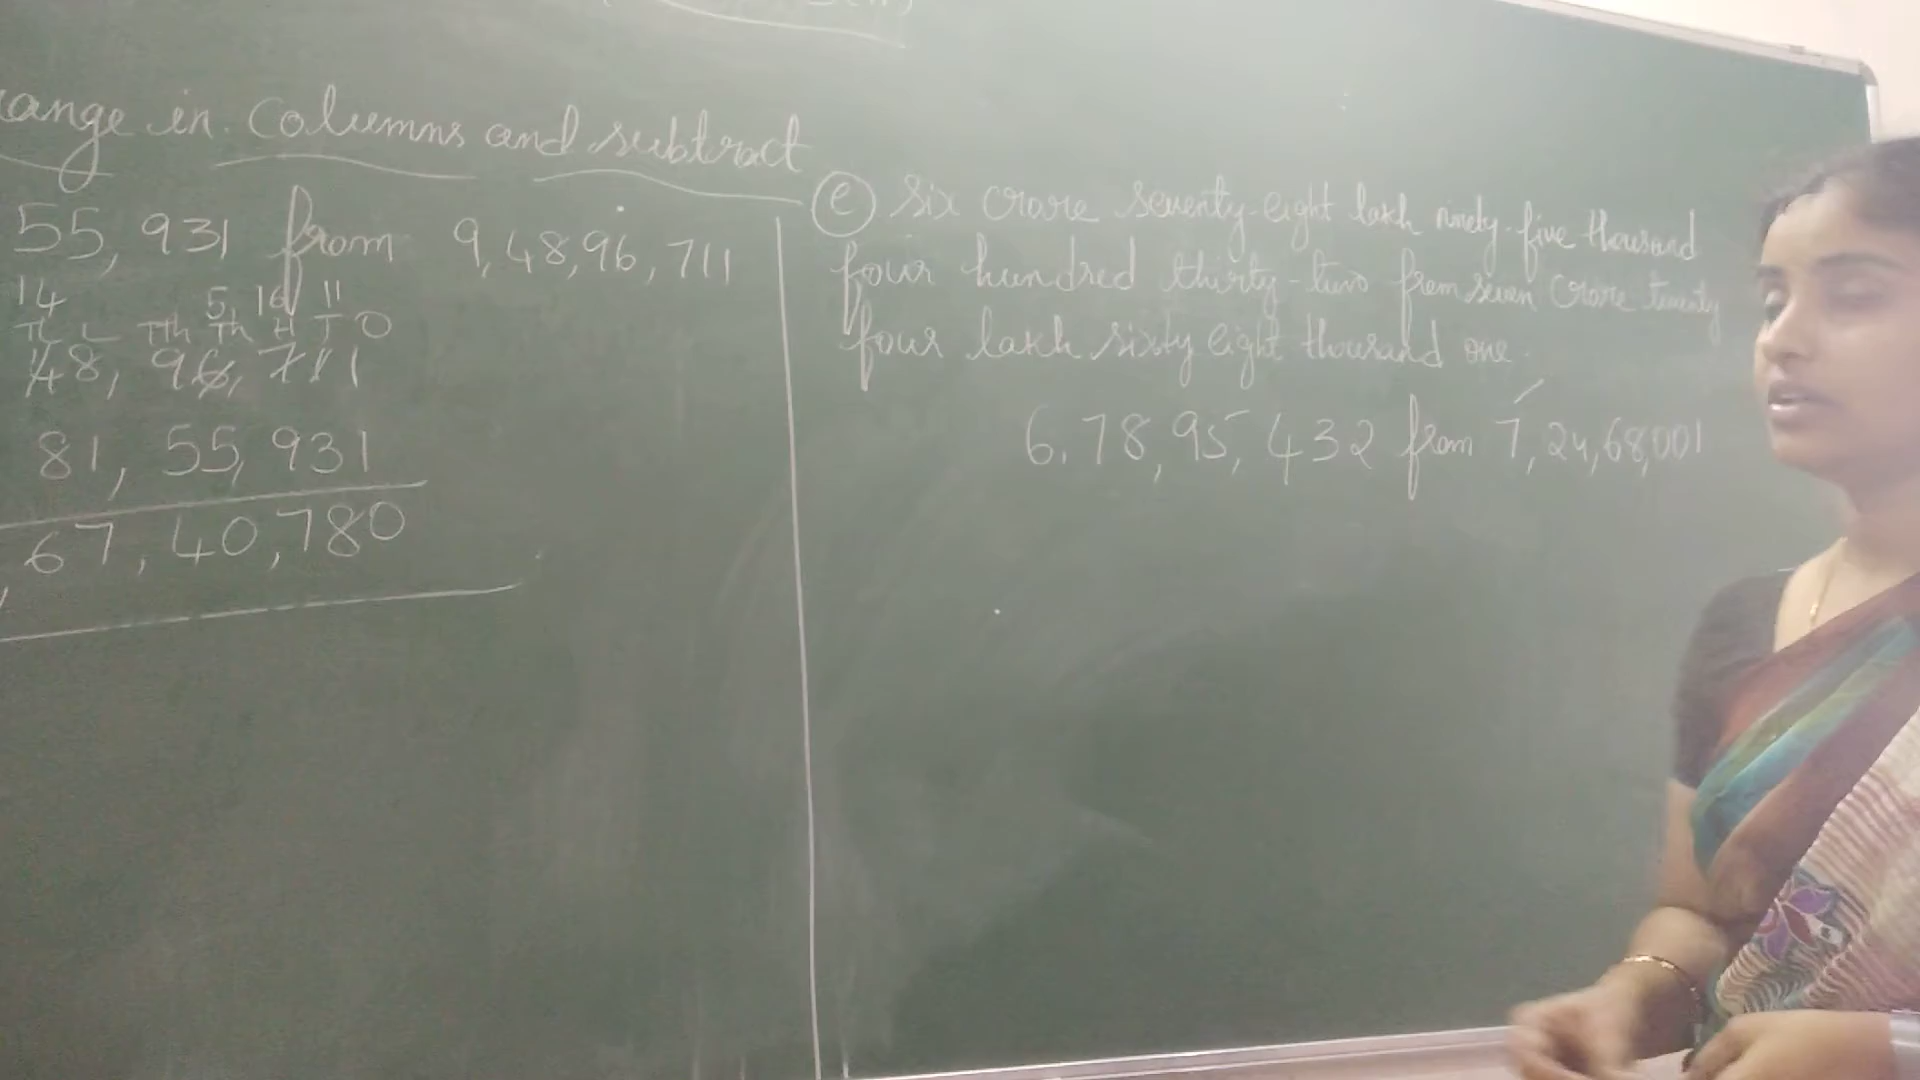 range in columns and subtract
55,931 from 9,48,96,711
14 5 16 11
TL L TTh Th H T O
48, 96, 711
81, 55, 931
67, 40, 780
(e) Six crore seventy-eight lakh ninety-five thousand
four hundred thirty-two from seven crore twenty
four lakh sixty eight thousand one.
6,78,95,432 from 7,24,68,001